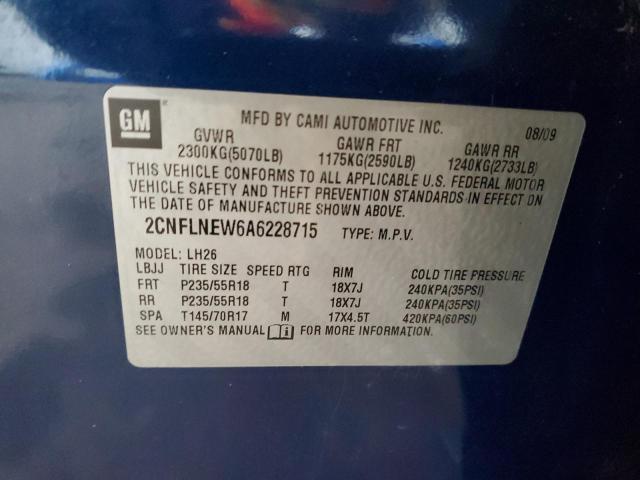 GM
MFD BY CAMI AUTOMOTIVE INC. 08/09
GVWR GAWR FRT GAWR RR
2300KG(5070LB) 1175KG(2590LB) 1240KG(2733LB)
THIS VEHICLE CONFORMS TO ALL APPLICABLE U.S. FEDERAL MOTOR
VEHICLE SAFETY AND THEFT PREVENTION STANDARDS IN EFFECT ON
THE DATE OF MANUFACTURE SHOWN ABOVE.
2CNFLNEW6A6228715 TYPE: M.P.V.
MODEL: LH26
LBJJ TIRE SIZE SPEED RTG RIM COLD TIRE PRESSURE
FRT P235/55R18 T 18X7J 240KPA(35PSI)
RR P235/55R18 T 18X7J 240KPA(35PSI)
SPA T145/70R17 M 17X4.5T 420KPA(60PSI)
SEE OWNER'S MANUAL FOR MORE INFORMATION.